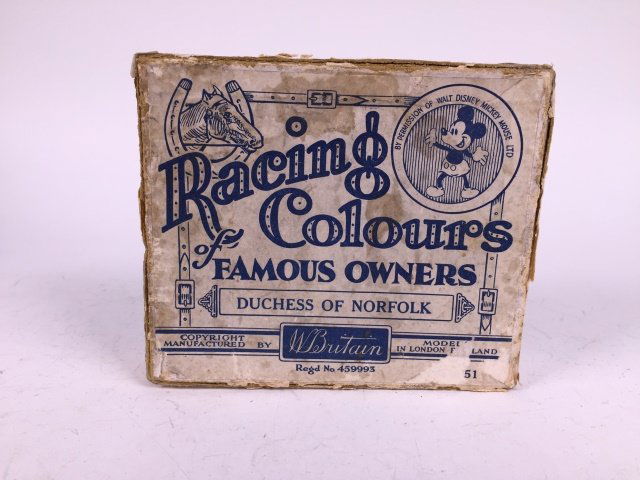 BY PERMISSION OF WALT DISNEY MICKEY MOUSE LTD
Racing
Colours
of
FAMOUS OWNERS
DUCHESS OF NORFOLK
COPYRIGHT
MANUFACTURED BY
W. Britain
MODEL
IN LONDON
Regd No 459993
51